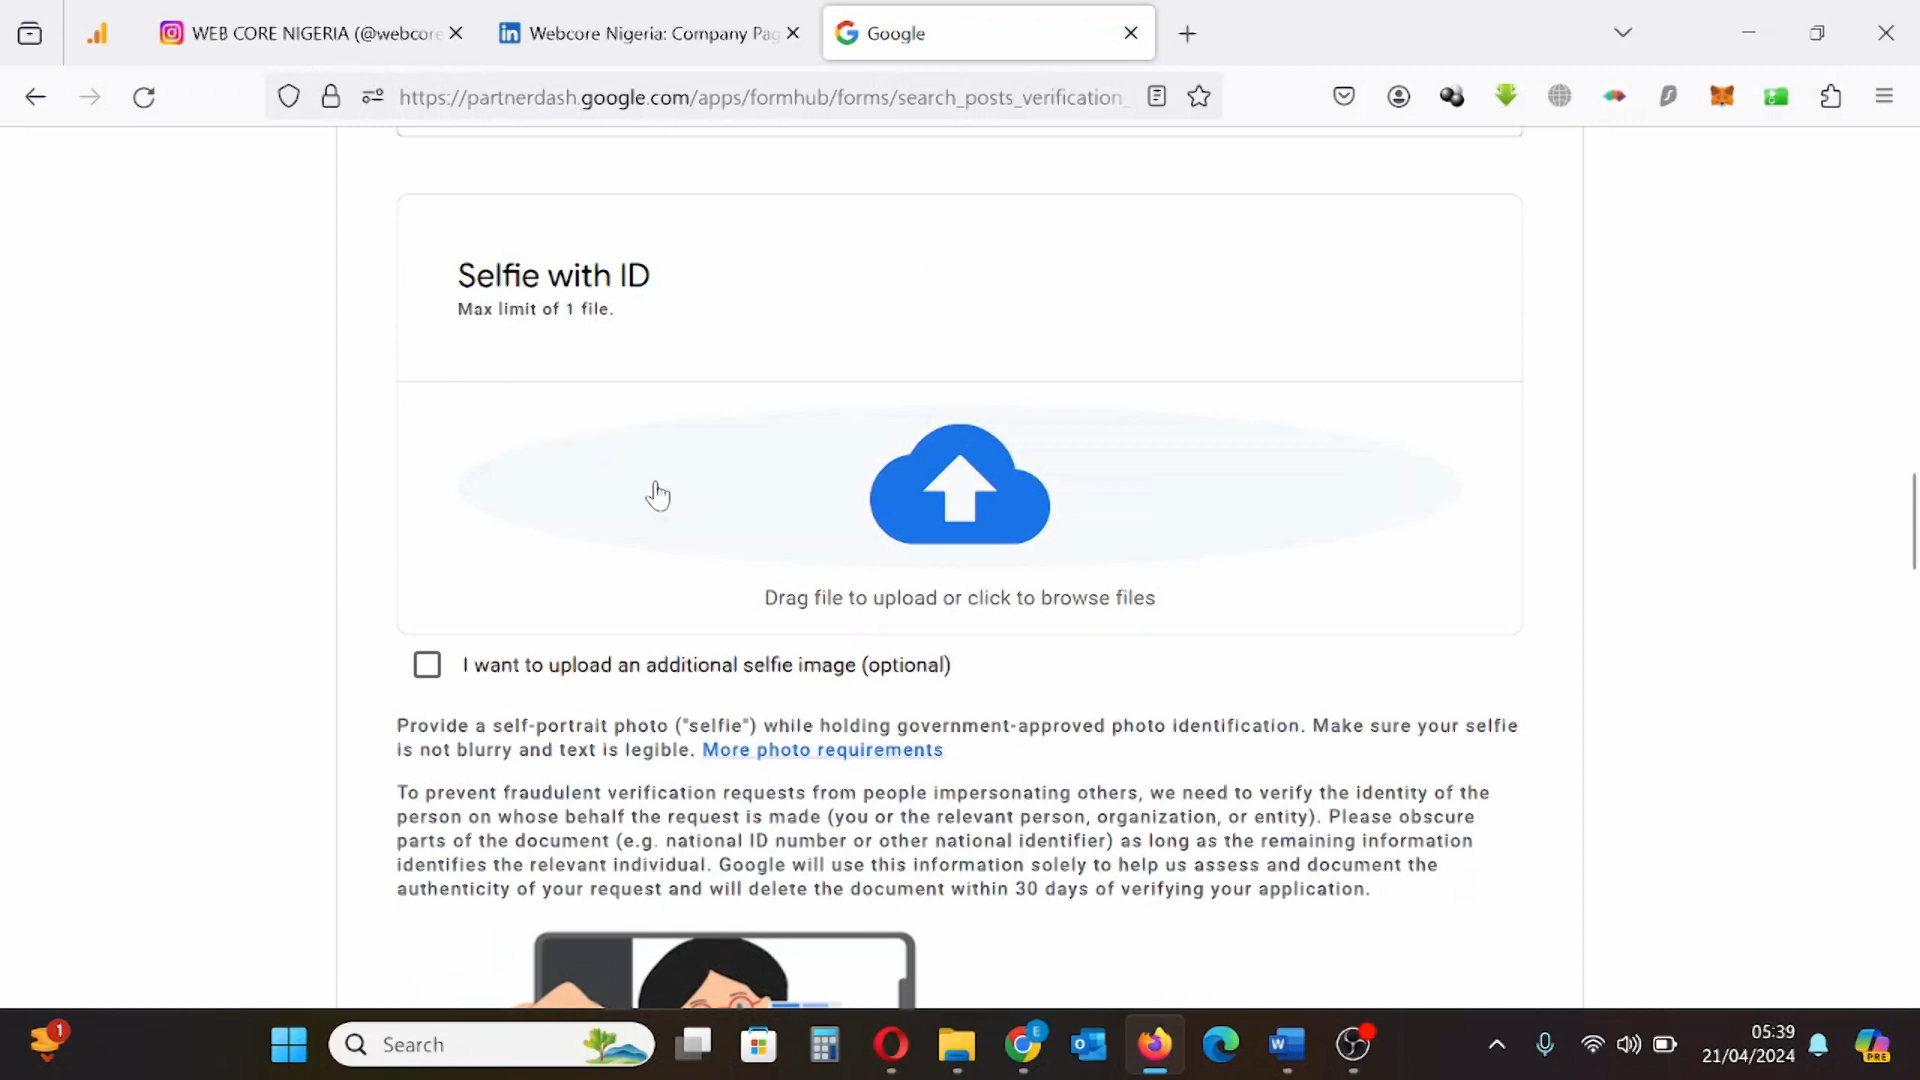 WEB CORE NIGERIA (@webcore
Webcore Nigeria: Company Pag
Google
https://partnerdash.google.com/apps/formhub/forms/search_posts_verification_
Selfie with ID
Max limit of 1 file.
Drag file to upload or click to browse files
I want to upload an additional selfie image (optional)
Provide a self-portrait photo ("selfie") while holding government-approved photo identification. Make sure your selfie
is not blurry and text is legible. More photo requirements
To prevent fraudulent verification requests from people impersonating others, we need to verify the identity of the
person on whose behalf the request is made (you or the relevant person, organization, or entity). Please obscure
parts of the document (e.g. national ID number or other national identifier) as long as the remaining information
identifies the relevant individual. Google will use this information solely to help us assess and document the
authenticity of your request and will delete the document within 30 days of verifying your application.
1
Search
E
05:39
21/04/2024
PRE